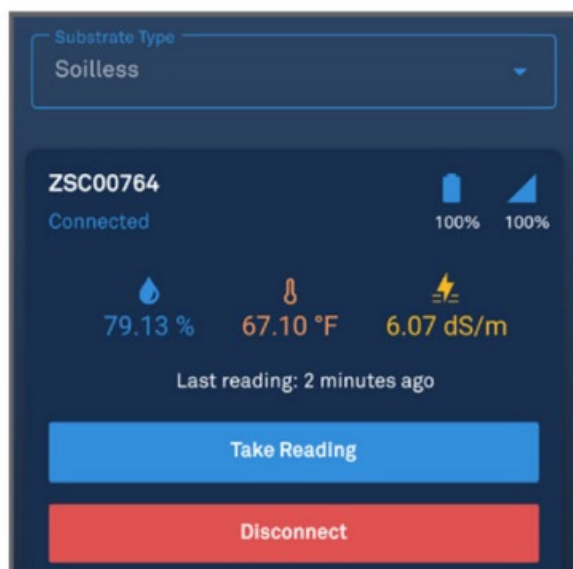 Substrate Type
Soilless
ZSC00764
Connected
100% 100%
79.13 % 67.10 °F 6.07 dS/m
Last reading: 2 minutes ago
Take Reading
Disconnect